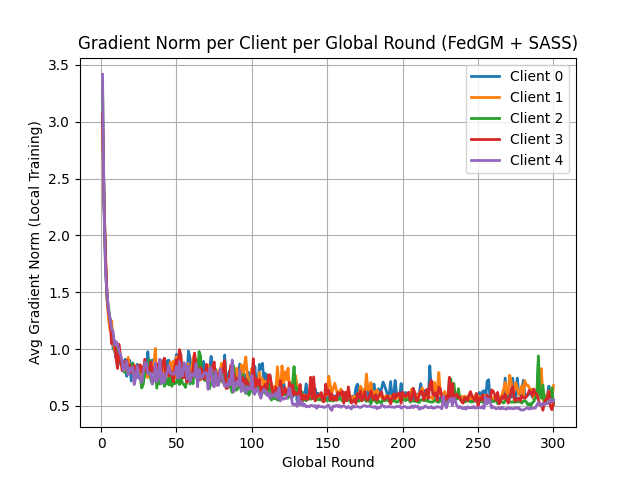 Gradient Norm per Client per Global Round (FedGM + SASS)
Client 0
Client 1
Client 2
Client 3
Client 4
Avg Gradient Norm (Local Training)
3.5
3.0
2.5
2.0
1.5
1.0
0.5
0 50 100 150 200 250 300
Global Round